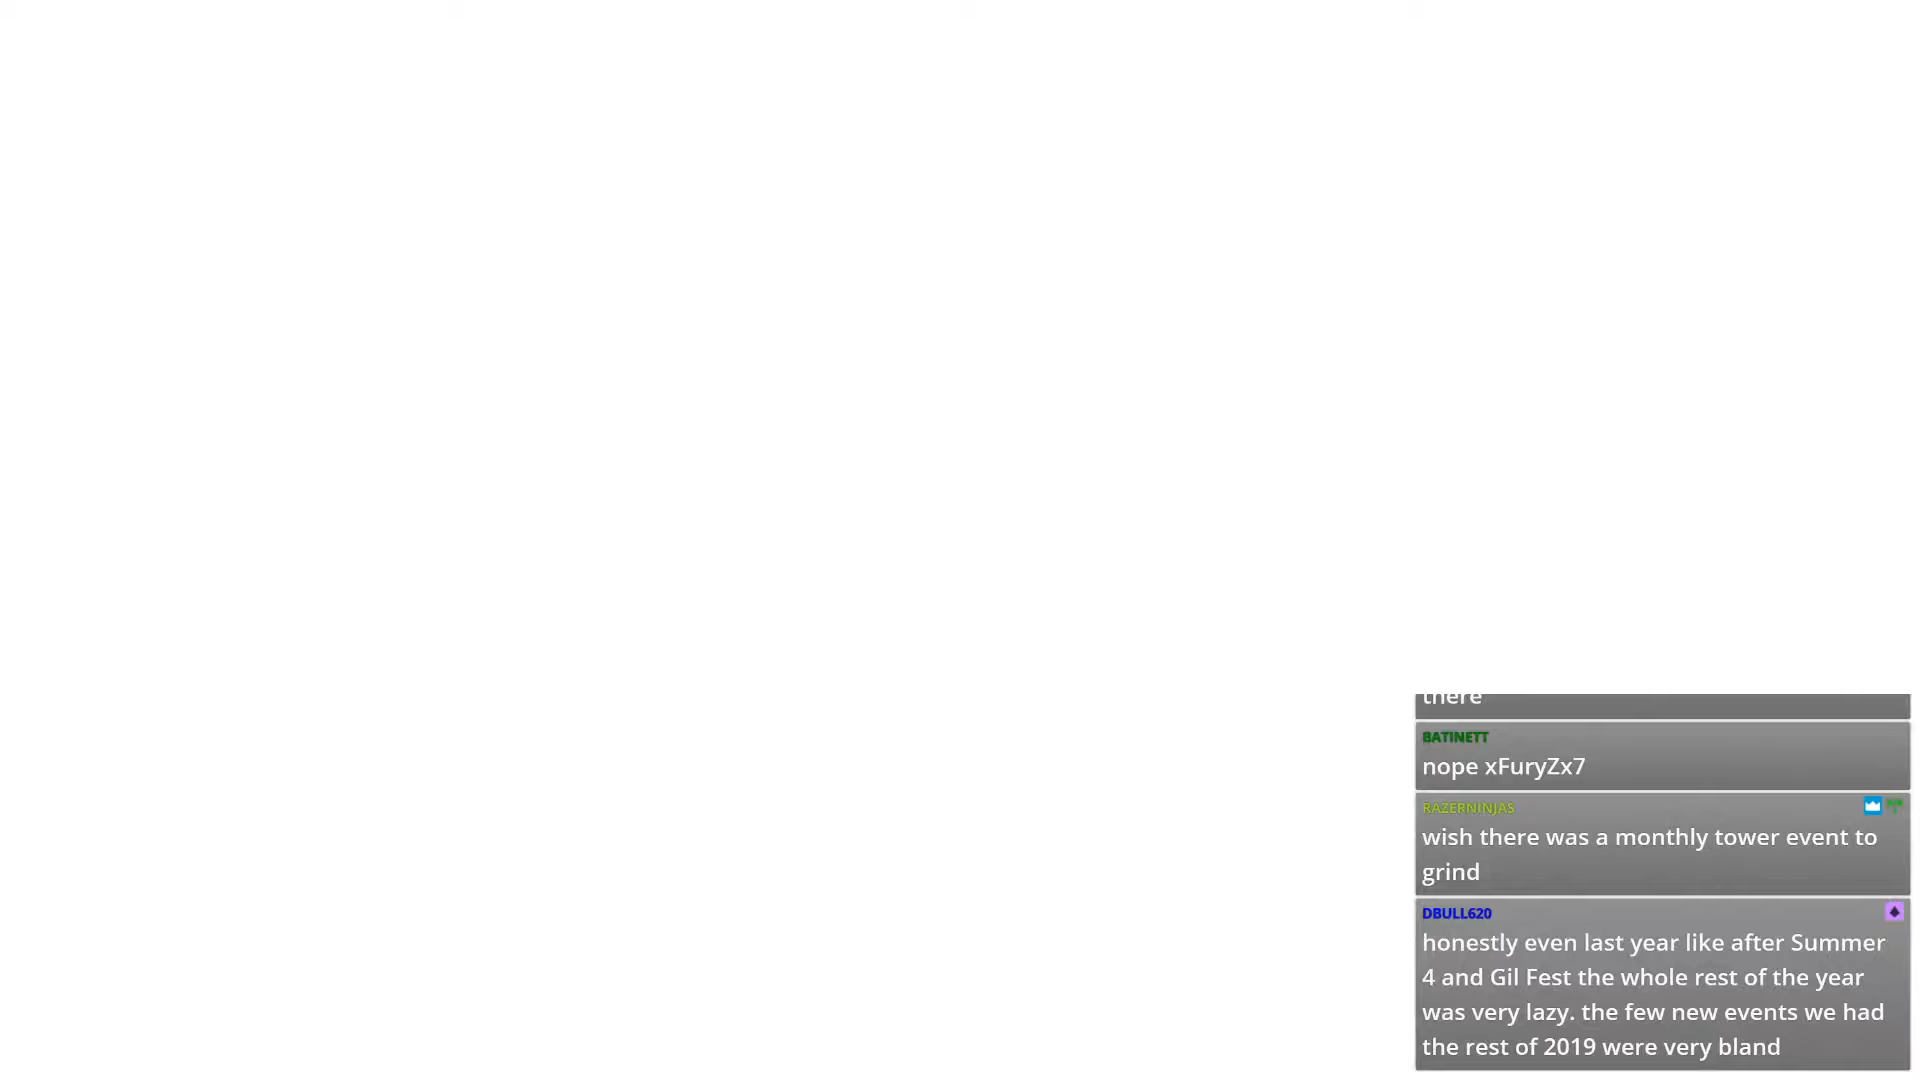 there
BATINETT
nope xFuryZx7
RAZERNINJAS
wish there was a monthly tower event to
grind
DBULL620
honestly even last year like after Summer
4 and Gil Fest the whole rest of the year
was very lazy. the few new events we had
the rest of 2019 were very bland